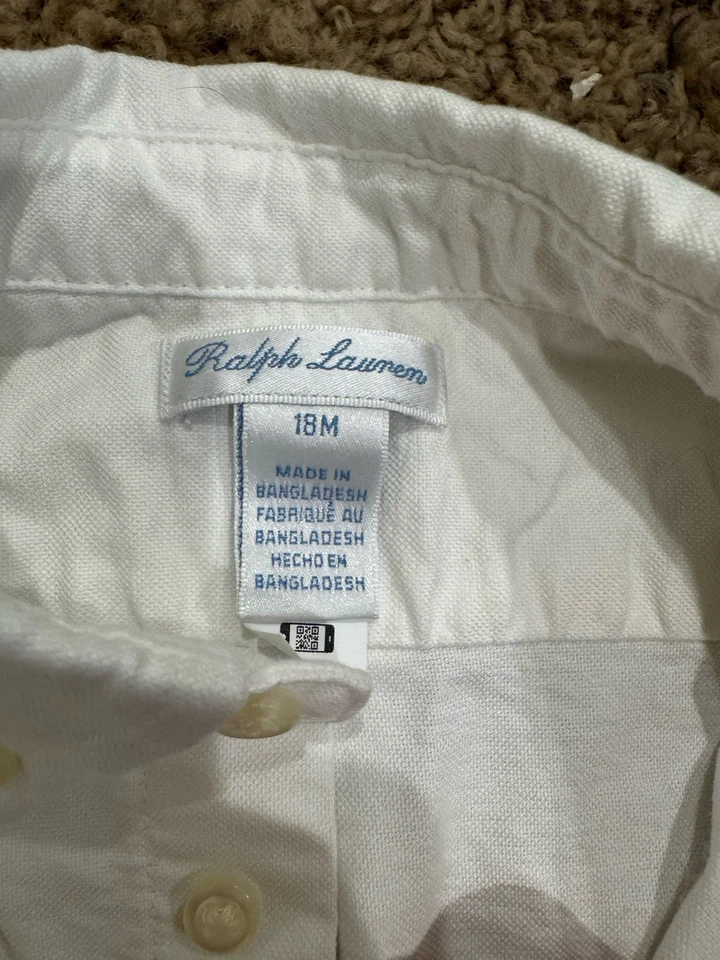 Ralph Lauren
18M
MADE IN
BANGLADESH
FABRIQUÉ AU
BANGLADESH
HECHO EN
BANGLADESH